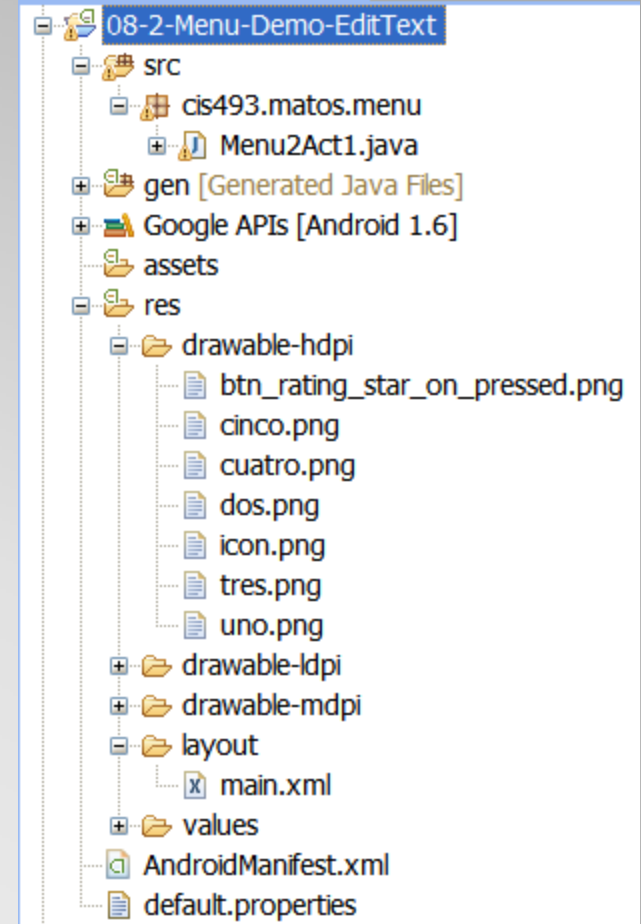 08-2-Menu-Demo-EditText
src
cis493.matos.menu
Menu2Act1.java
gen [Generated Java Files]
Google APIs [Android 1.6]
assets
res
drawable-hdpi
btn_rating_star_on_pressed.png
cinco.png
cuatro.png
dos.png
icon.png
tres.png
uno.png
drawable-ldpi
drawable-mdpi
layout
main.xml
values
AndroidManifest.xml
default.properties